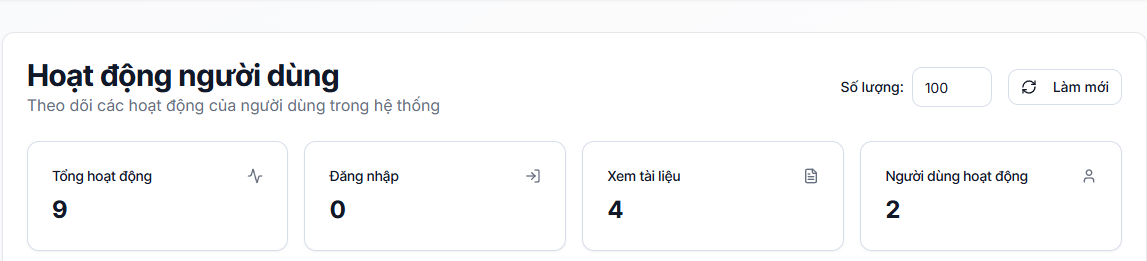 Hoạt động người dùng
Theo dõi các hoạt động của người dùng trong hệ thống
Số lượng: 100 Làm mới
Tổng hoạt động
9
Đăng nhập
0
Xem tài liệu
4
Người dùng hoạt động
2